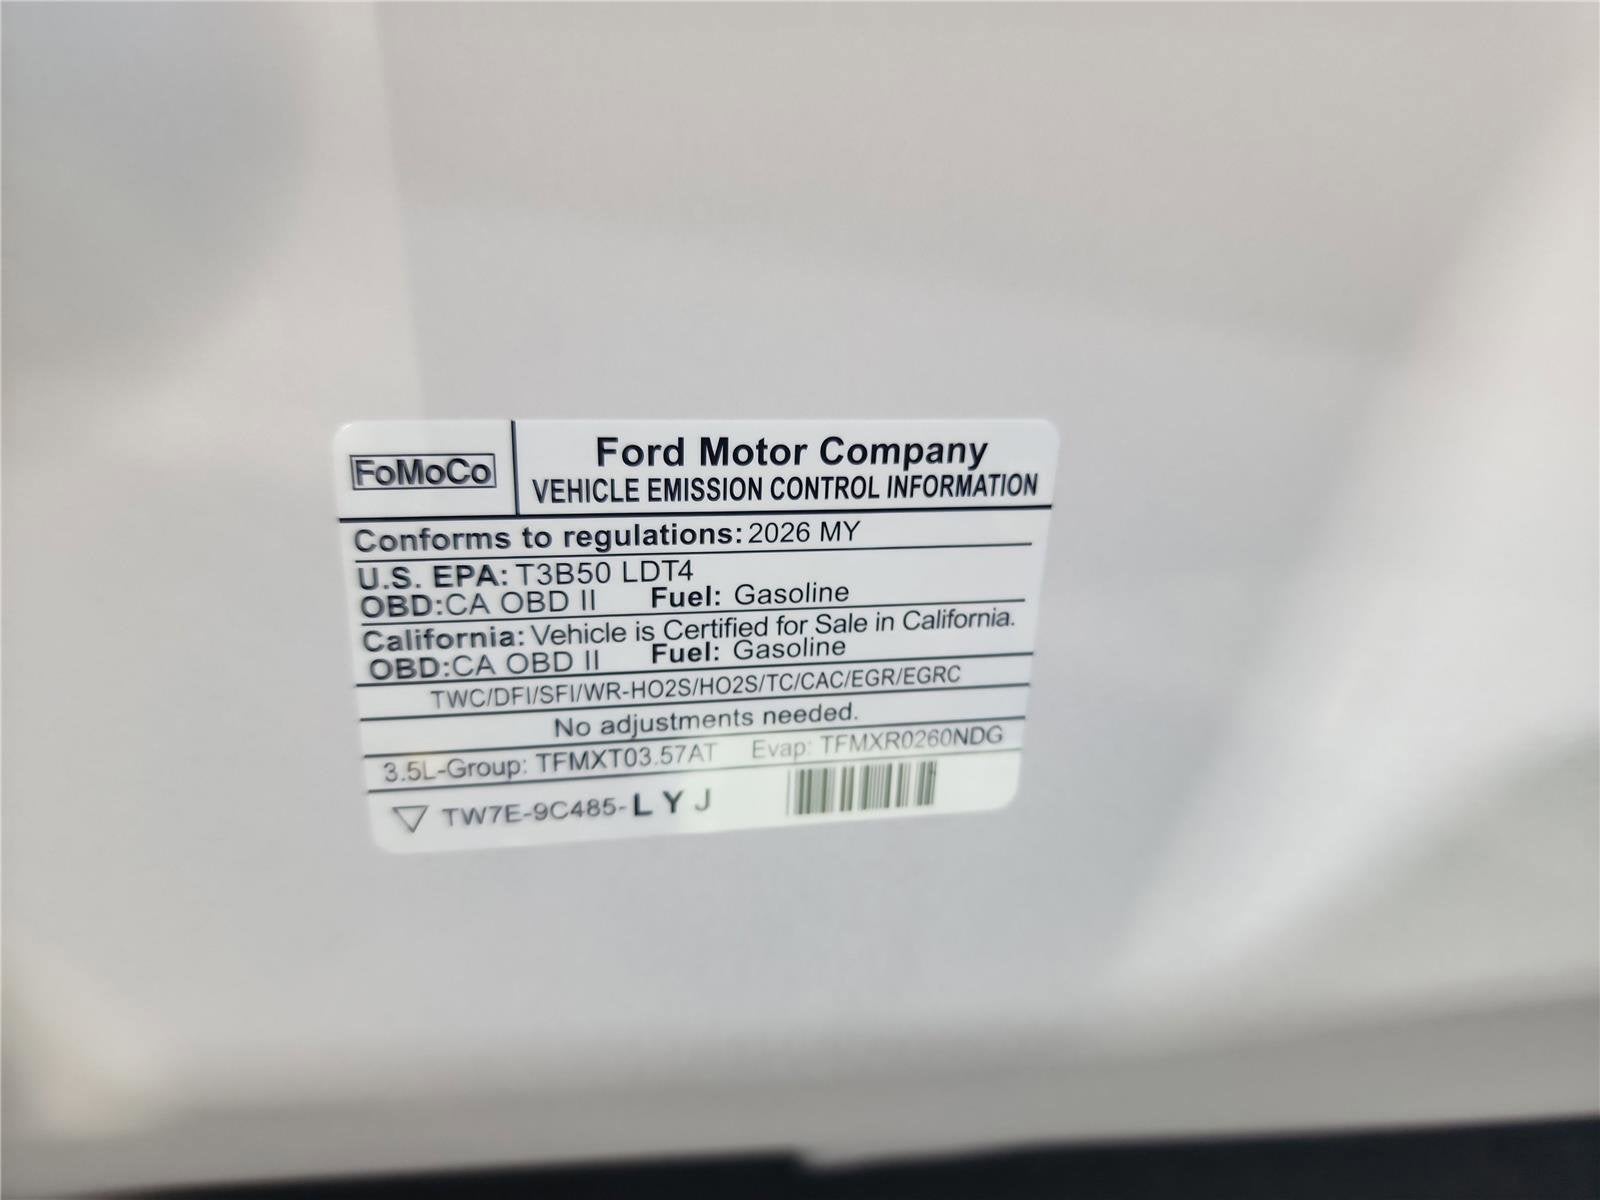 FoMoCo
Ford Motor Company
VEHICLE EMISSION CONTROL INFORMATION
Conforms to regulations: 2026 MY
U.S. EPA: T3B50 LDT4
OBD:CA OBD II Fuel: Gasoline
California: Vehicle is Certified for Sale in California.
OBD:CA OBD II Fuel: Gasoline
TWC/DFI/SFI/WR-HO2S/HO2S/TC/CAC/EGR/EGRC
No adjustments needed.
3.5L-Group: TFMXT03.57AT Evap: TFMXR0260NDG
TW7E-9C485-LYJ